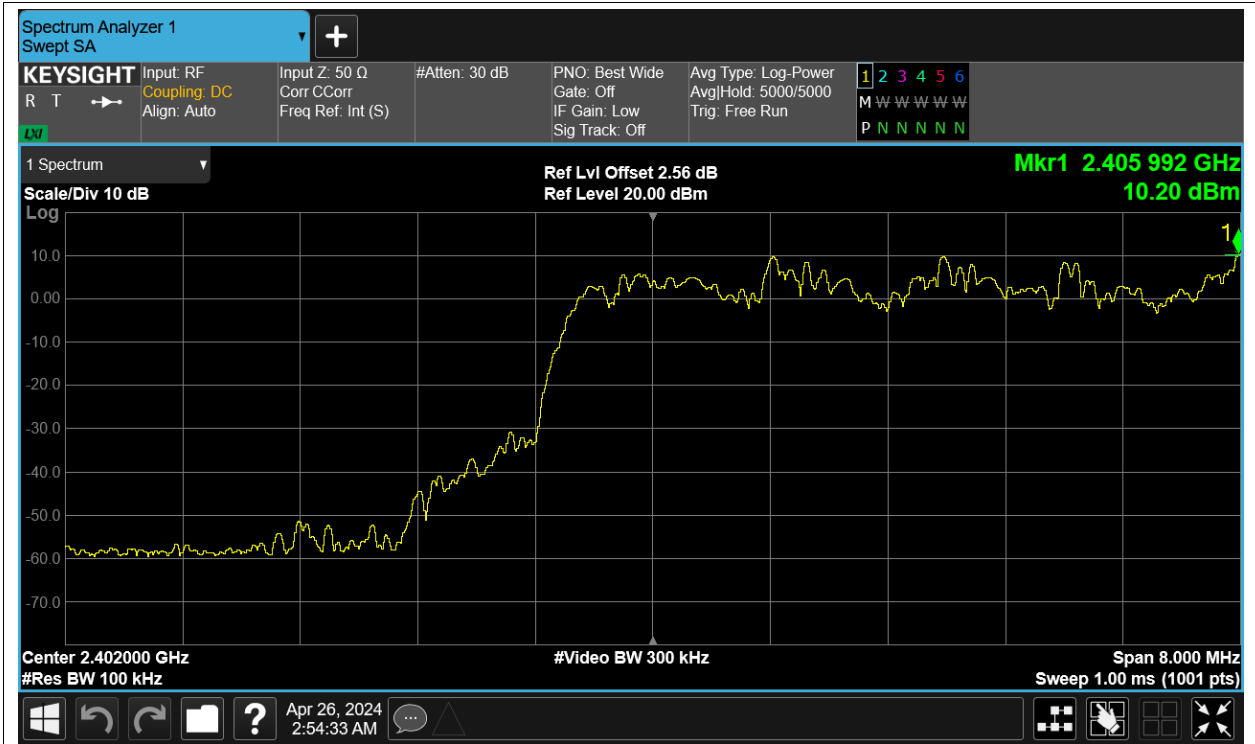 Spectrum Analyzer 1
Swept SA
KEYSIGHT
R T
LXI
Input: RF
Coupling: DC
Align: Auto
Input Z: 50 Ω
Corr CCorr
Freq Ref: Int (S)
#Atten: 30 dB
PNO: Best Wide
Gate: Off
IF Gain: Low
Sig Track: Off
Avg Type: Log-Power
Avg|Hold: 5000/5000
Trig: Free Run
1 2 3 4 5 6
M W W W W W
P N N N N N
1 Spectrum
Scale/Div 10 dB
Log
Ref Lvl Offset 2.56 dB
Ref Level 20.00 dBm
Mkr1 2.405 992 GHz
10.20 dBm
1
10.0
0.00
-10.0
-20.0
-30.0
-40.0
-50.0
-60.0
-70.0
Center 2.402000 GHz
#Video BW 300 kHz
Span 8.000 MHz
#Res BW 100 kHz
Sweep 1.00 ms (1001 pts)
?
Apr 26, 2024
2:54:33 AM